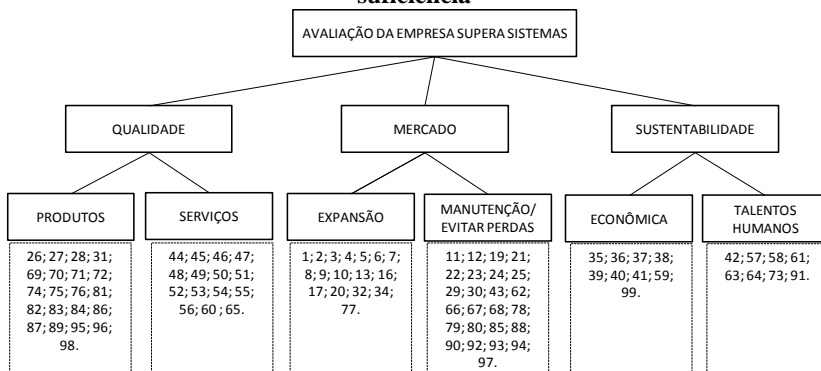 suficiência
AVALIAÇÃO DA EMPRESA SUPERA SISTEMAS
QUALIDADE
MERCADO
SUSTENTABILIDADE
PRODUTOS
SERVIÇOS
EXPANSÃO
MANUTENÇÃO/
EVITAR PERDAS
ECONÔMICA
TALENTOS
HUMANOS
26; 27; 28; 31;
69; 70; 71; 72;
74; 75; 76; 81;
82; 83; 84; 86;
87; 89; 95; 96;
98.
44; 45; 46; 47;
48; 49; 50; 51;
52; 53; 54; 55;
56; 60 ; 65.
1; 2; 3; 4; 5; 6; 7;
8; 9; 10; 13; 16;
17; 20; 32; 34;
77.
11; 12; 19; 21;
22; 23; 24; 25;
29; 30; 43; 62;
66; 67; 68; 78;
79; 80; 85; 88;
90; 92; 93; 94;
97.
35; 36; 37; 38;
39; 40; 41; 59;
99.
42; 57; 58; 61;
63; 64; 73; 91.